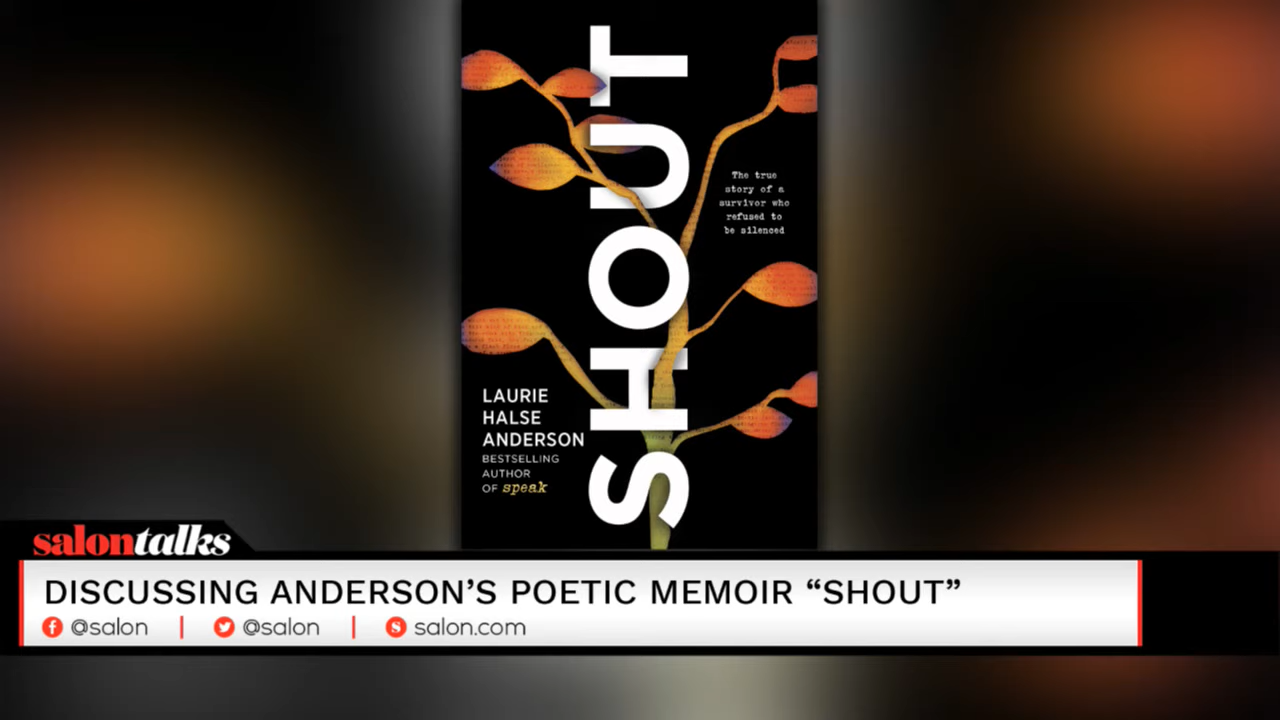 SHOUT
The true
story of a
survivor who
refused to
be silenced
LAURIE
HALSE
ANDERSON
BESTSELLING
AUTHOR
OF speak
salontalks
DISCUSSING ANDERSON’S POETIC MEMOIR “SHOUT”
@salon | @salon | salon.com